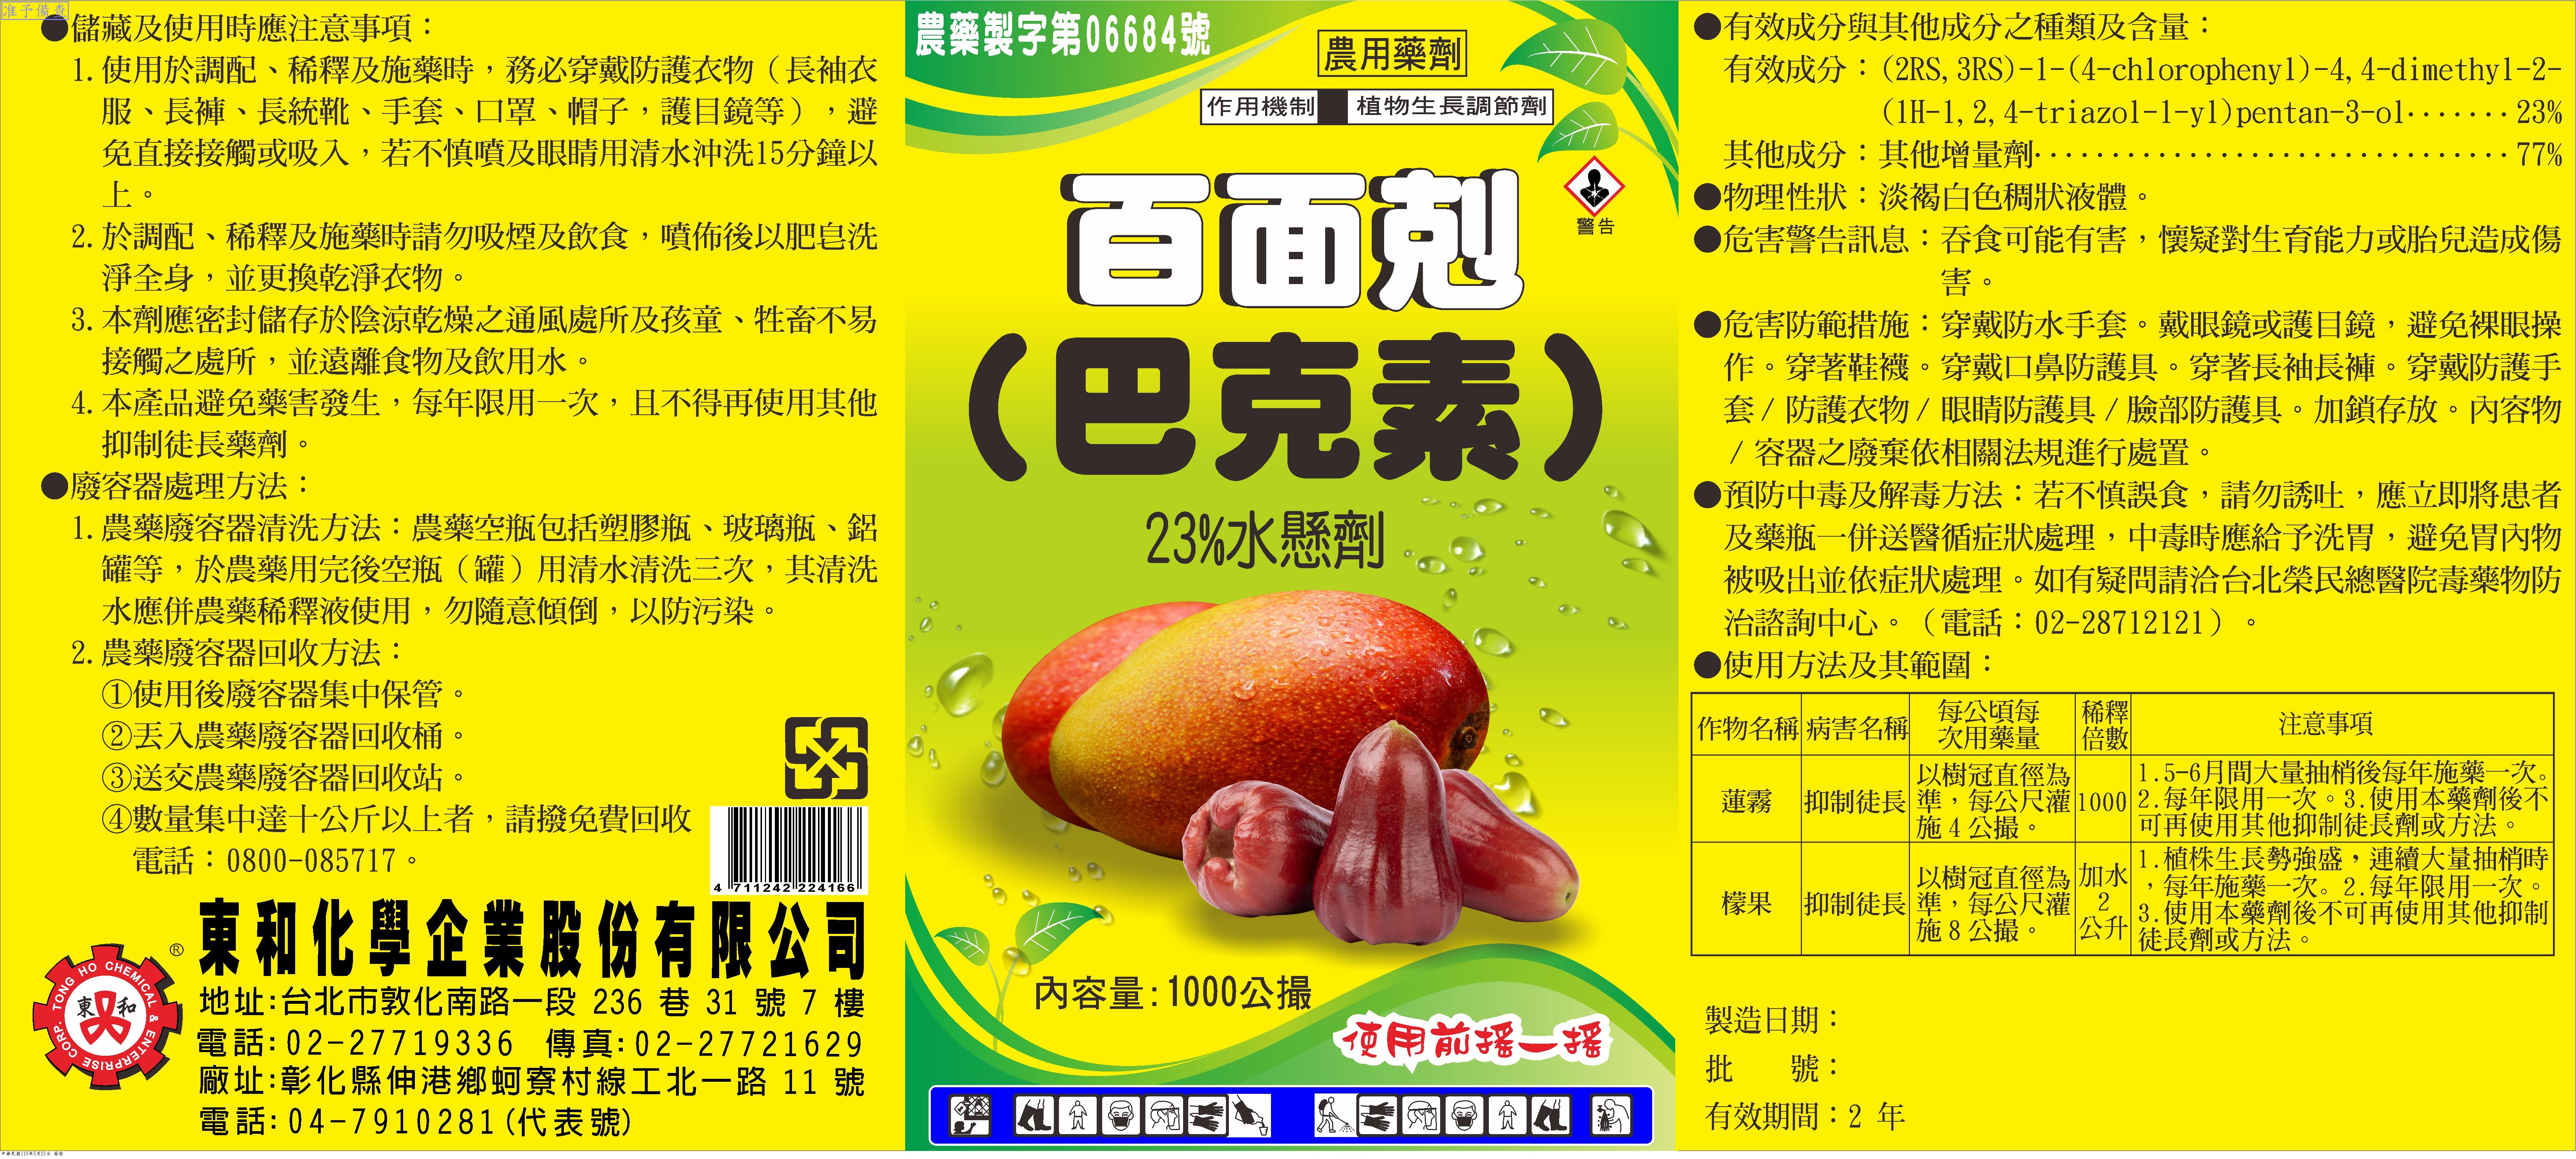 准予備查
●儲藏及使用時應注意事項：
1. 使用於調配、稀釋及施藥時，務必穿戴防護衣物（長袖衣
服、長褲、長統靴、手套、口罩、帽子，護目鏡等），避
免直接接觸或吸入，若不慎噴及眼睛用清水沖洗15分鐘以
上。
2. 於調配、稀釋及施藥時請勿吸煙及飲食，噴佈後以肥皂洗
淨全身，並更換乾淨衣物。
3. 本劑應密封儲存於陰涼乾燥之通風處所及孩童、牲畜不易
接觸之處所，並遠離食物及飲用水。
4. 本產品避免藥害發生，每年限用一次，且不得再使用其他
抑制徒長藥劑。
●廢容器處理方法：
1. 農藥廢容器清洗方法：農藥空瓶包括塑膠瓶、玻璃瓶、鋁
罐等，於農藥用完後空瓶（罐）用清水清洗三次，其清洗
水應併農藥稀釋液使用，勿隨意傾倒，以防污染。
2. 農藥廢容器回收方法：
①使用後廢容器集中保管。
②丟入農藥廢容器回收桶。
③送交農藥廢容器回收站。
④數量集中達十公斤以上者，請撥免費回收
電話：0800-085717。
4 711242 224166
東和化學企業股份有限公司
TONG HO CHEMICAL & ENTERPRISE CORP.
東和
®
地址:台北市敦化南路一段 236 巷 31 號 7 樓
電話:02-27719336 傳真:02-27721629
廠址:彰化縣伸港鄉蚵寮村線工北一路 11 號
電話:04-7910281(代表號)
農藥製字第06684號
農用藥劑
作用機制 植物生長調節劑
警告
百面剋
（巴克素）
23%水懸劑
內容量:1000公撮
使用前搖一搖
●有效成分與其他成分之種類及含量：
有效成分：(2RS,3RS)-1-(4-chlorophenyl)-4,4-dimethyl-2-
(1H-1,2,4-triazol-1-yl)pentan-3-ol·······23%
其他成分：其他增量劑·······························77%
●物理性狀：淡褐白色稠狀液體。
●危害警告訊息：吞食可能有害，懷疑對生育能力或胎兒造成傷
害。
●危害防範措施：穿戴防水手套。戴眼鏡或護目鏡，避免裸眼操
作。穿著鞋襪。穿戴口鼻防護具。穿著長袖長褲。穿戴防護手
套/防護衣物/眼睛防護具/臉部防護具。加鎖存放。內容物
/容器之廢棄依相關法規進行處置。
●預防中毒及解毒方法：若不慎誤食，請勿誘吐，應立即將患者
及藥瓶一併送醫循症狀處理，中毒時應給予洗胃，避免胃內物
被吸出並依症狀處理。如有疑問請洽台北榮民總醫院毒藥物防
治諮詢中心。（電話：02-28712121）。
●使用方法及其範圍：
作物名稱 病害名稱 每公頃每次用藥量 稀釋倍數 注意事項
蓮霧 抑制徒長 以樹冠直徑為準，每公尺灌施4公撮。 1000 1.5-6月間大量抽梢後每年施藥一次。2.每年限用一次。3.使用本藥劑後不可再使用其他抑制徒長劑或方法。
檬果 抑制徒長 以樹冠直徑為準，每公尺灌施8公撮。 加水2公升 1.植株生長勢強盛，連續大量抽梢時，每年施藥一次。2.每年限用一次。3.使用本藥劑後不可再使用其他抑制徒長劑或方法。
製造日期：
批　　號：
有效期間：2 年